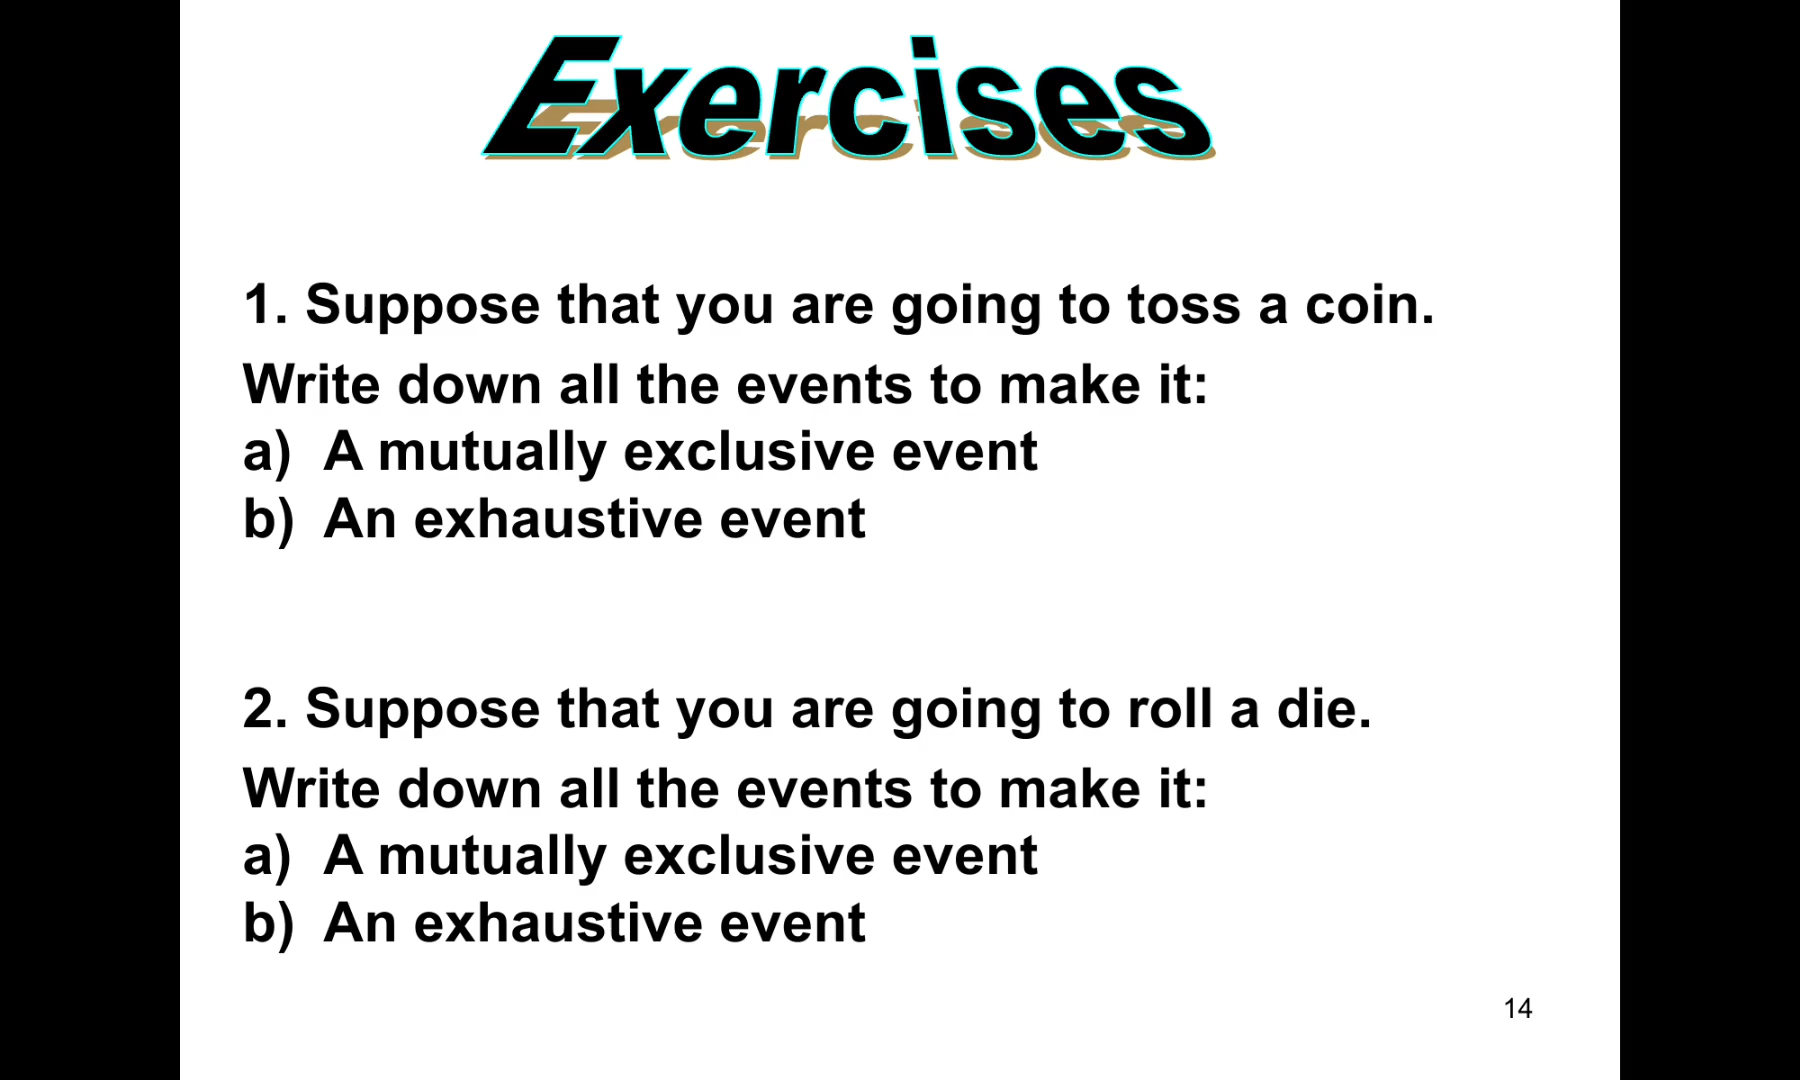 Exercises
1. Suppose that you are going to toss a coin.
Write down all the events to make it:
a) A mutually exclusive event
b) An exhaustive event
2. Suppose that you are going to roll a die.
Write down all the events to make it:
a) A mutually exclusive event
b) An exhaustive event
14